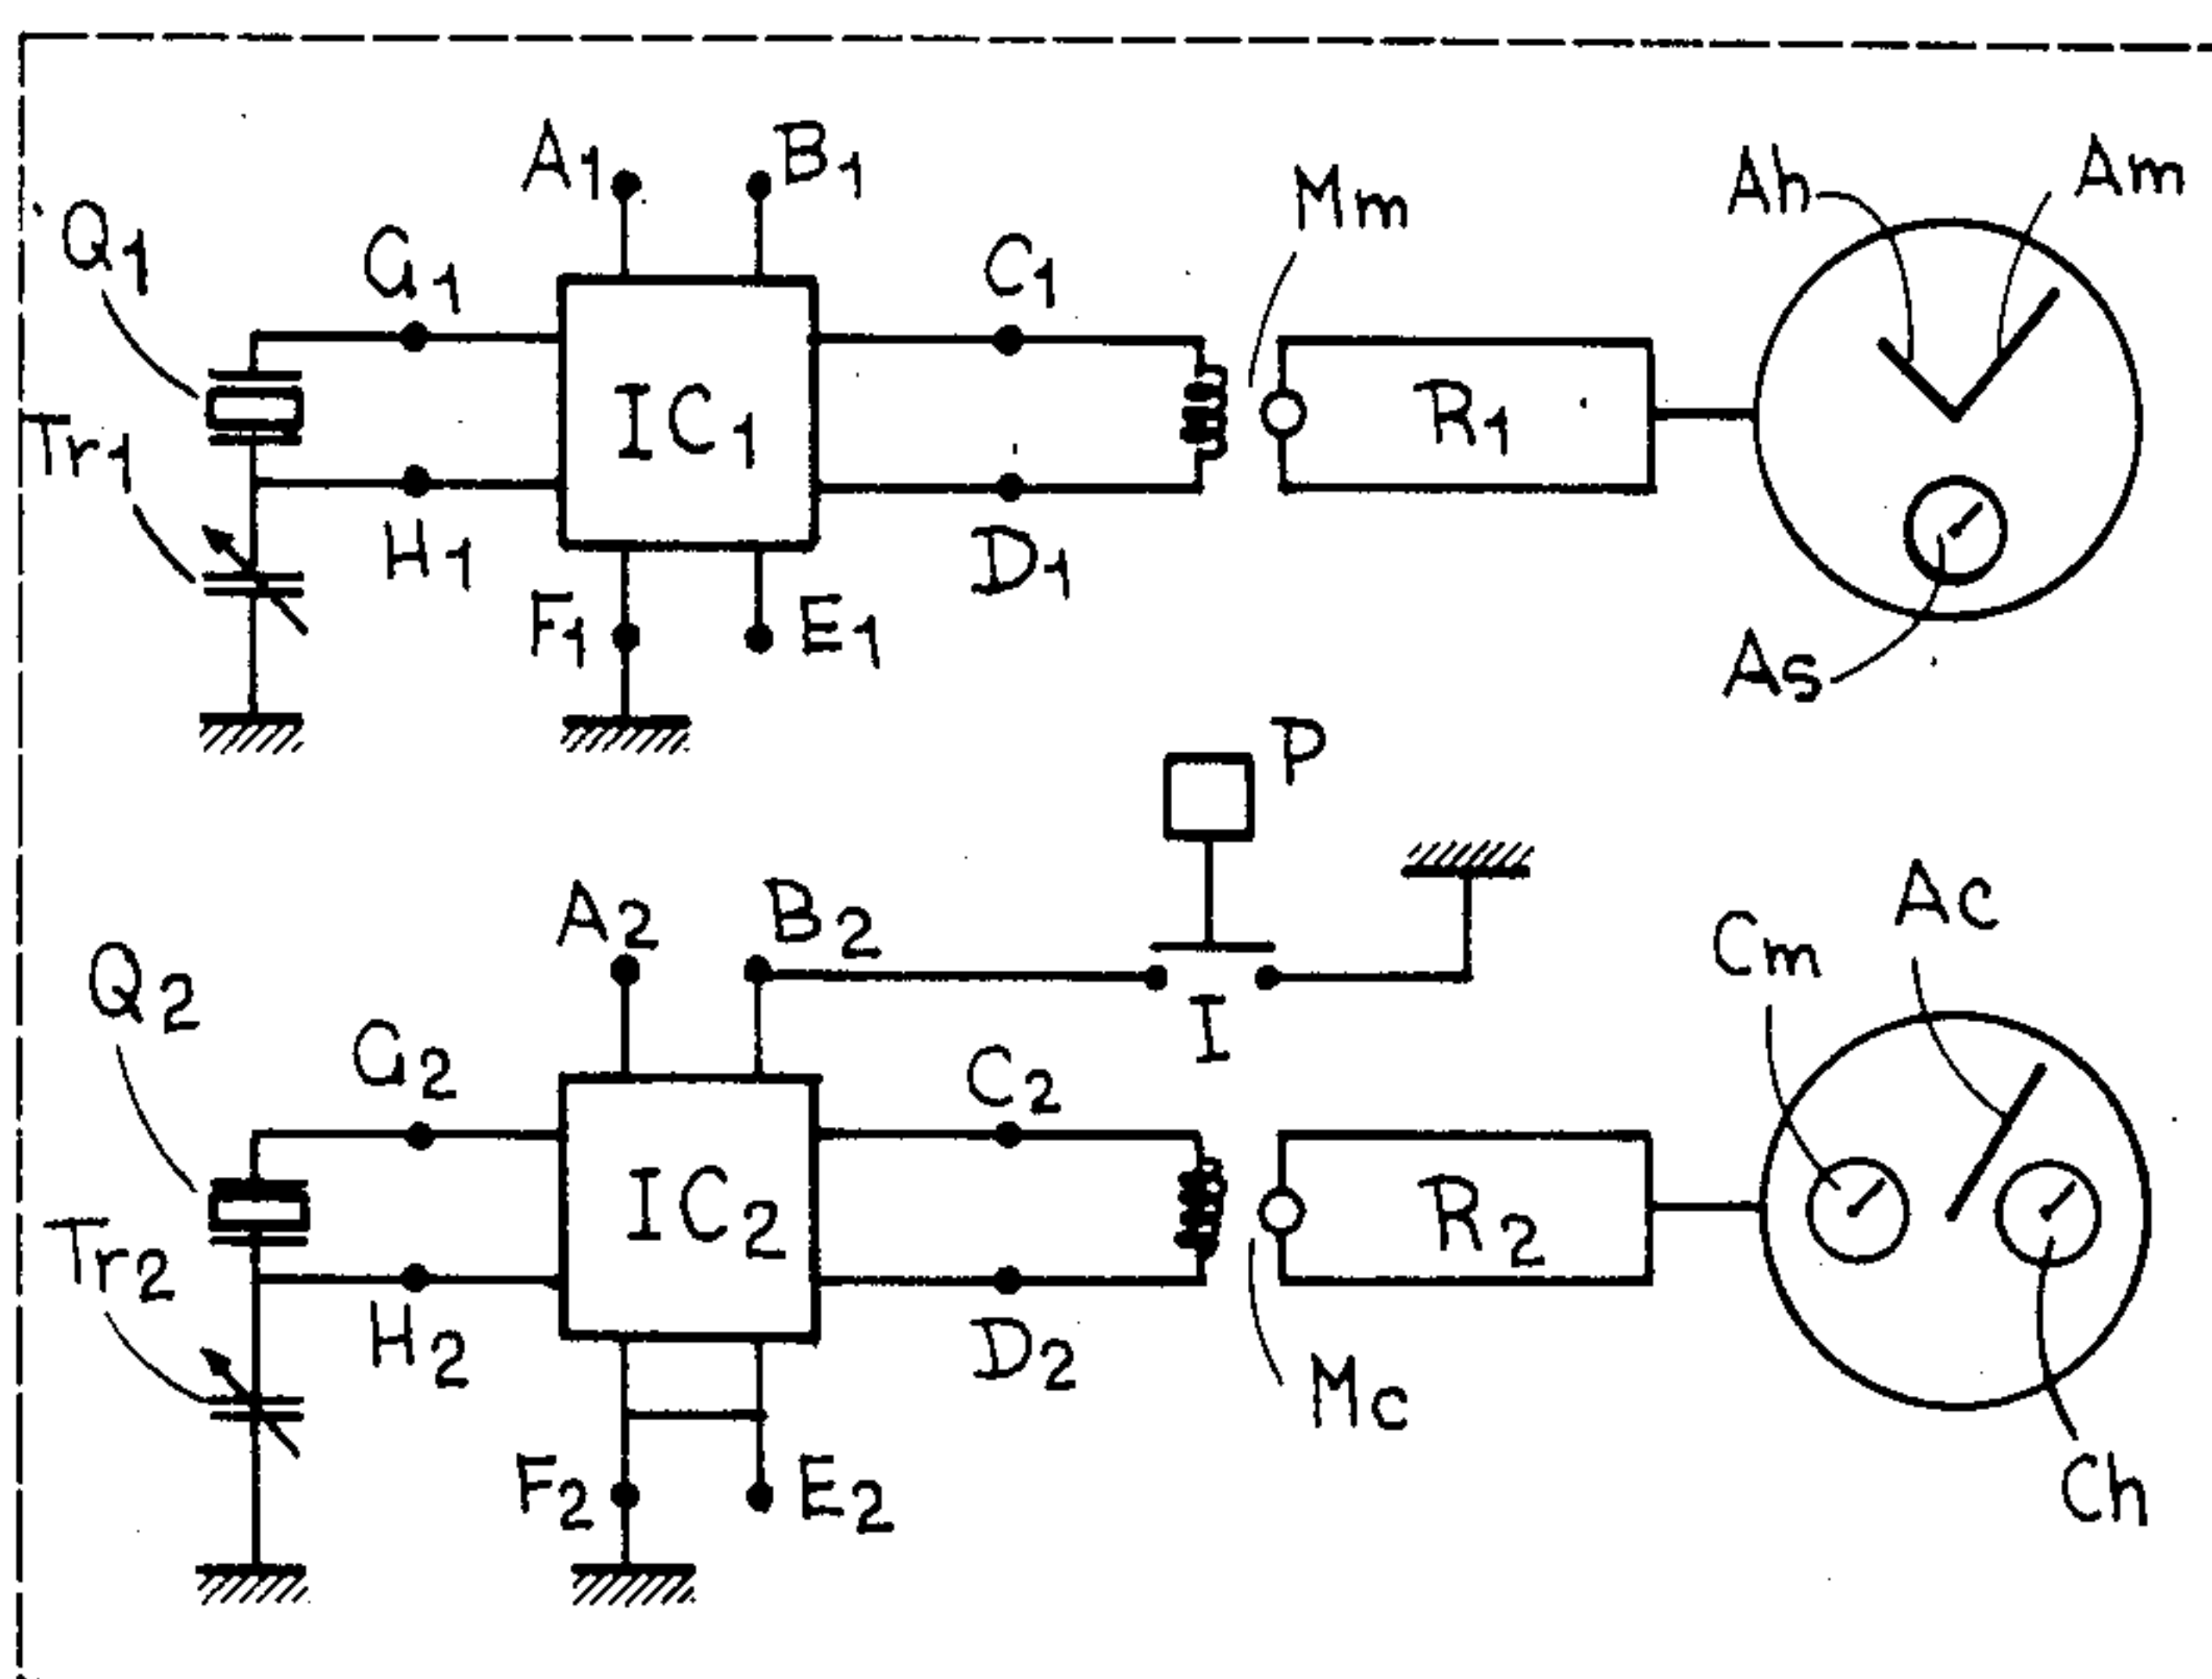 A1 B1
Q1 G1 C1 Mm Ah Am
Tr1 IC1 R1
H1 D1
F1 E1 As
P
A2 B2 Cm Ac
Q2 I
G2 C2
Tr2 IC2 R2
H2 D2 Mc
F2 E2 Ch